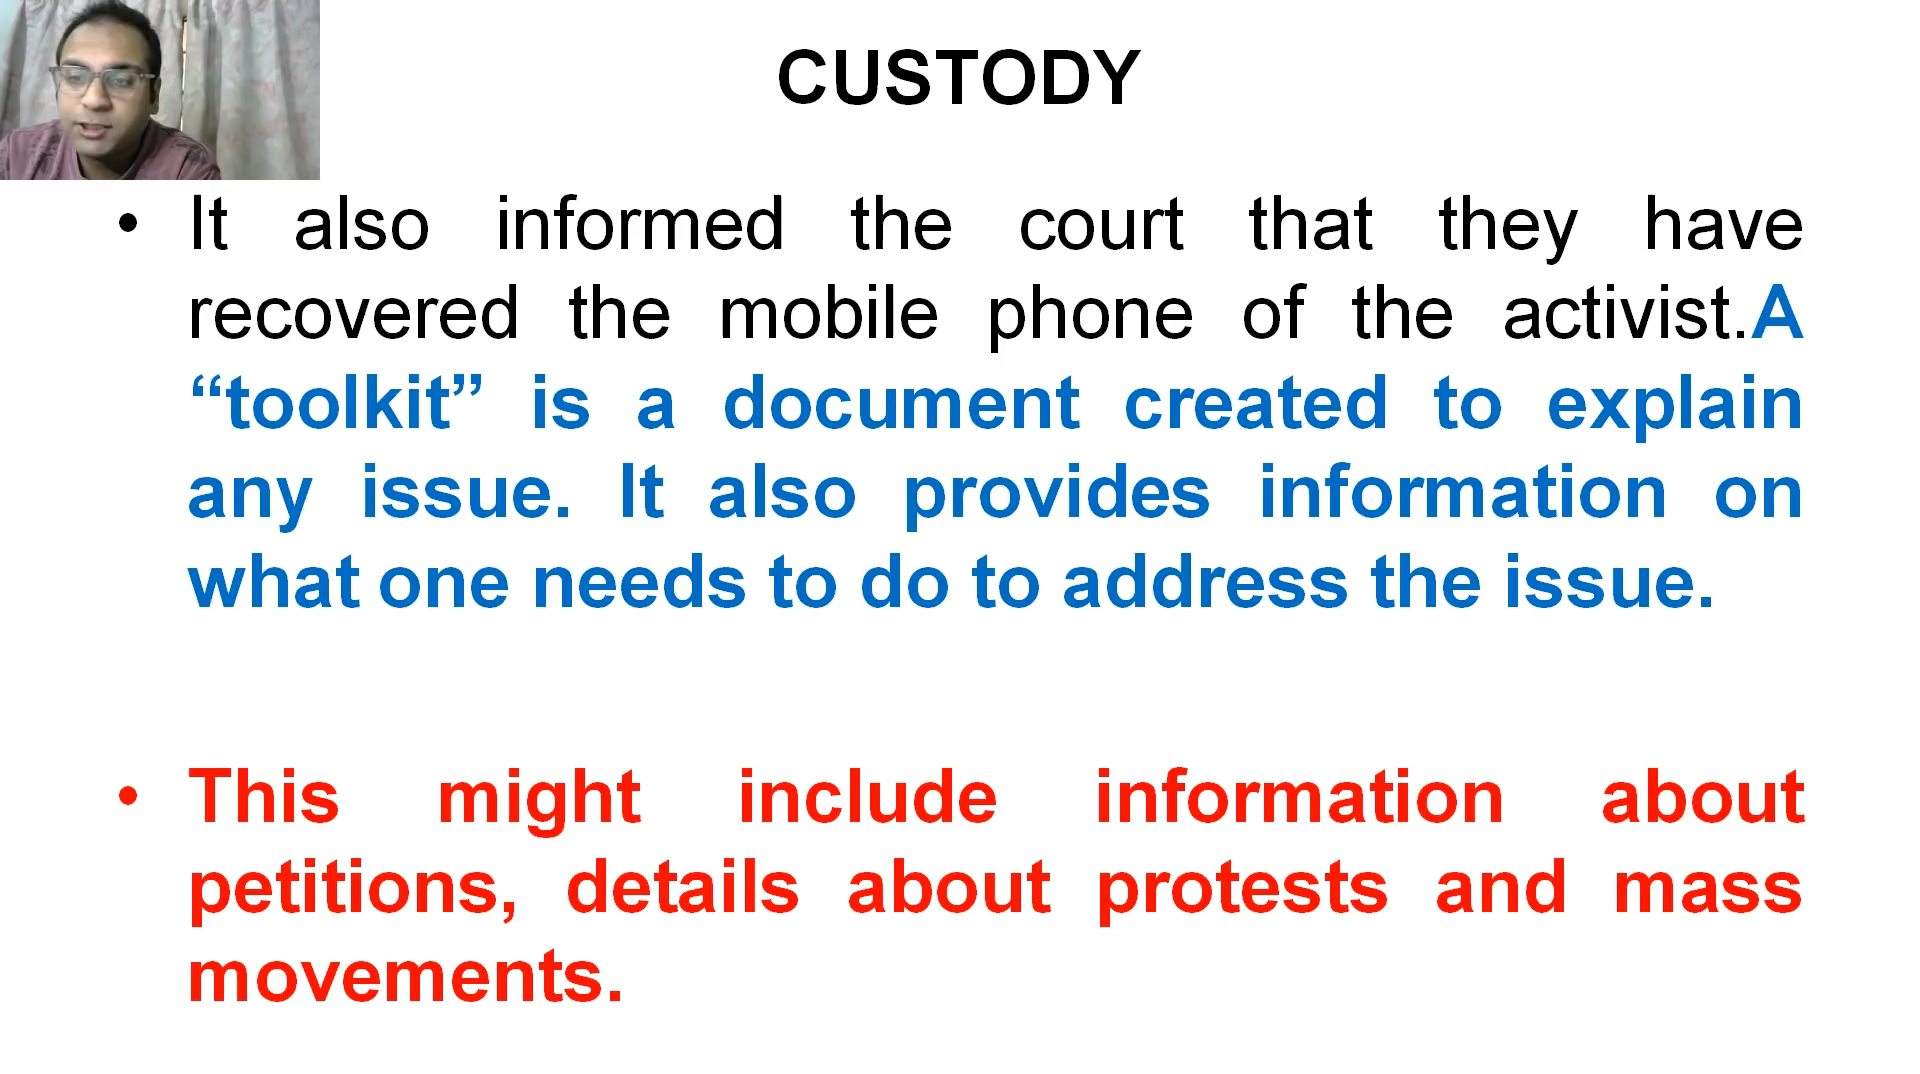 CUSTODY
• It also informed the court that they have
recovered the mobile phone of the activist.A
“toolkit” is a document created to explain
any issue. It also provides information on
what one needs to do to address the issue.
• This might include information about
petitions, details about protests and mass
movements.